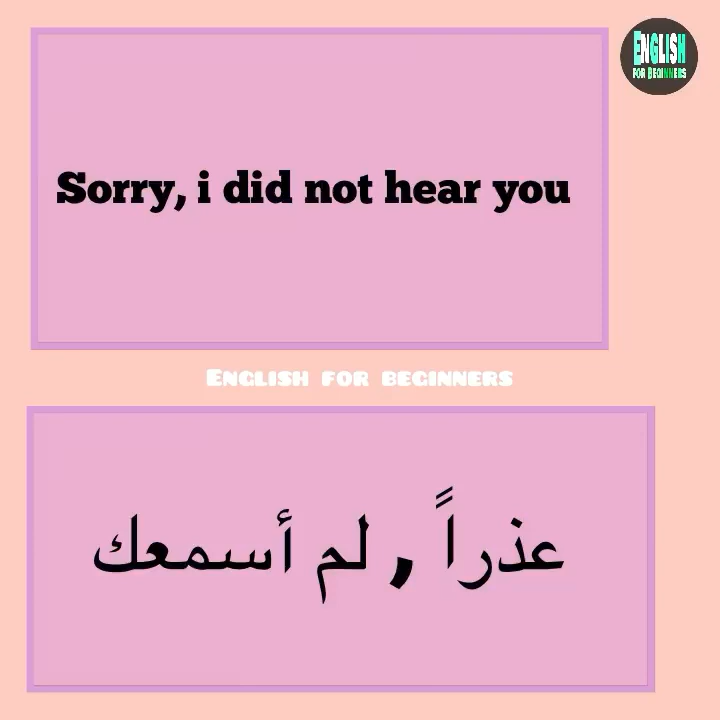 ENGLISH
FOR BEGINNERS
Sorry, i did not hear you
ENGLISH FOR BEGINNERS
عذراً , لم أسمعك